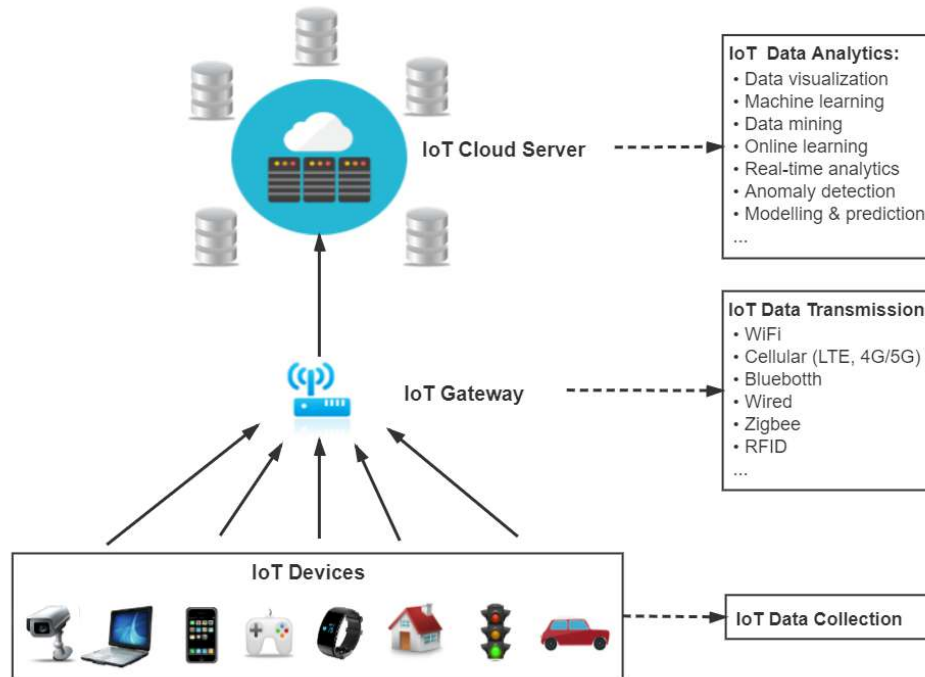 IoT Data Analytics:
• Data visualization
• Machine learning
• Data mining
• Online learning
• Real-time analytics
• Anomaly detection
• Modelling & prediction
...
IoT Cloud Server
IoT Data Transmission
• WiFi
• Cellular (LTE, 4G/5G)
• Bluebotth
• Wired
• Zigbee
• RFID
...
IoT Gateway
IoT Devices
IoT Data Collection